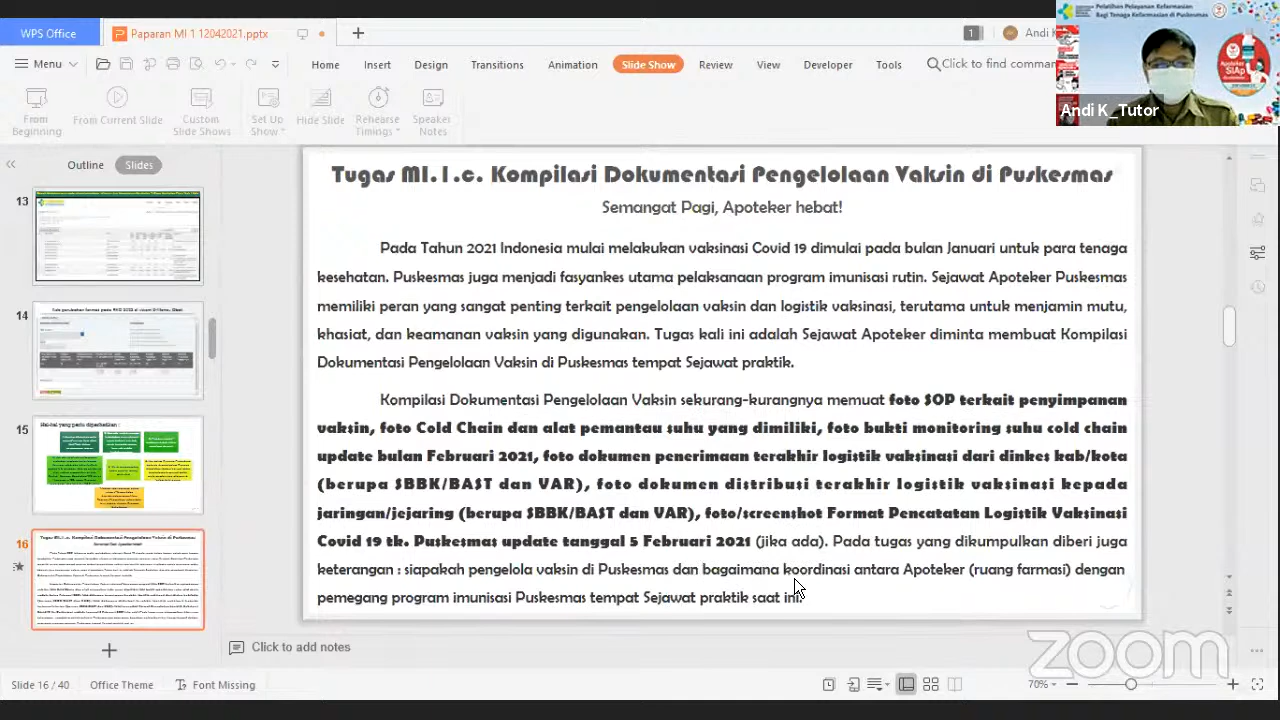 Pelatihan Pelayanan Kefarmasian
Bagi Tenaga Kefarmasian di Puskesmas
WPS Office
Paparan MI 1 12042021.pptx
1
Andi K
Menu
Home
Insert
Design
Transitions
Animation
Slide Show
Review
View
Developer
Tools
Click to find comman
Apoteker
SIAp
Andi K_Tutor
From
Beginning
From Current Slide
Custom
Slide Shows
Set Up
Show
Hide Slide
Rehearse
Timings
Speaker
Notes
Outline
Slides
13
14
15
16
Tugas MI.1.c. Kompilasi Dokumentasi Pengelolaan Vaksin di Puskesmas
Semangat Pagi, Apoteker hebat!
Pada Tahun 2021 Indonesia mulai melakukan vaksinasi Covid 19 dimulai pada bulan Januari untuk para tenaga
kesehatan. Puskesmas juga menjadi fasyankes utama pelaksanaan program imunisasi rutin. Sejawat Apoteker Puskesmas
memiliki peran yang sangat penting terkait pengelolaan vaksin dan logistik vaksinasi, terutama untuk menjamin mutu,
khasiat, dan keamanan vaksin yang digunakan. Tugas kali ini adalah Sejawat Apoteker diminta membuat Kompilasi
Dokumentasi Pengelolaan Vaksin di Puskesmas tempat Sejawat praktik.
Kompilasi Dokumentasi Pengelolaan Vaksin sekurang-kurangnya memuat foto SOP terkait penyimpanan
vaksin, foto Cold Chain dan alat pemantau suhu yang dimiliki, foto bukti monitoring suhu cold chain
update bulan Februari 2021, foto dokumen penerimaan terakhir logistik vaksinasi dari dinkes kab/kota
(berupa SBBK/BAST dan VAR), foto dokumen distribusi terakhir logistik vaksinasi kepada
jaringan/jejaring (berupa SBBK/BAST dan VAR), foto/screenshot Format Pencatatan Logistik Vaksinasi
Covid 19 tk. Puskesmas update tanggal 5 Februari 2021 (jika ada). Pada tugas yang dikumpulkan diberi juga
keterangan : siapakah pengelola vaksin di Puskesmas dan bagaimana koordinasi antara Apoteker (ruang farmasi) dengan
pemegang program imunisasi Puskesmas tempat Sejawat praktik saat ini
Click to add notes
zoom
Slide 16 / 40
Office Theme
Font Missing
70%